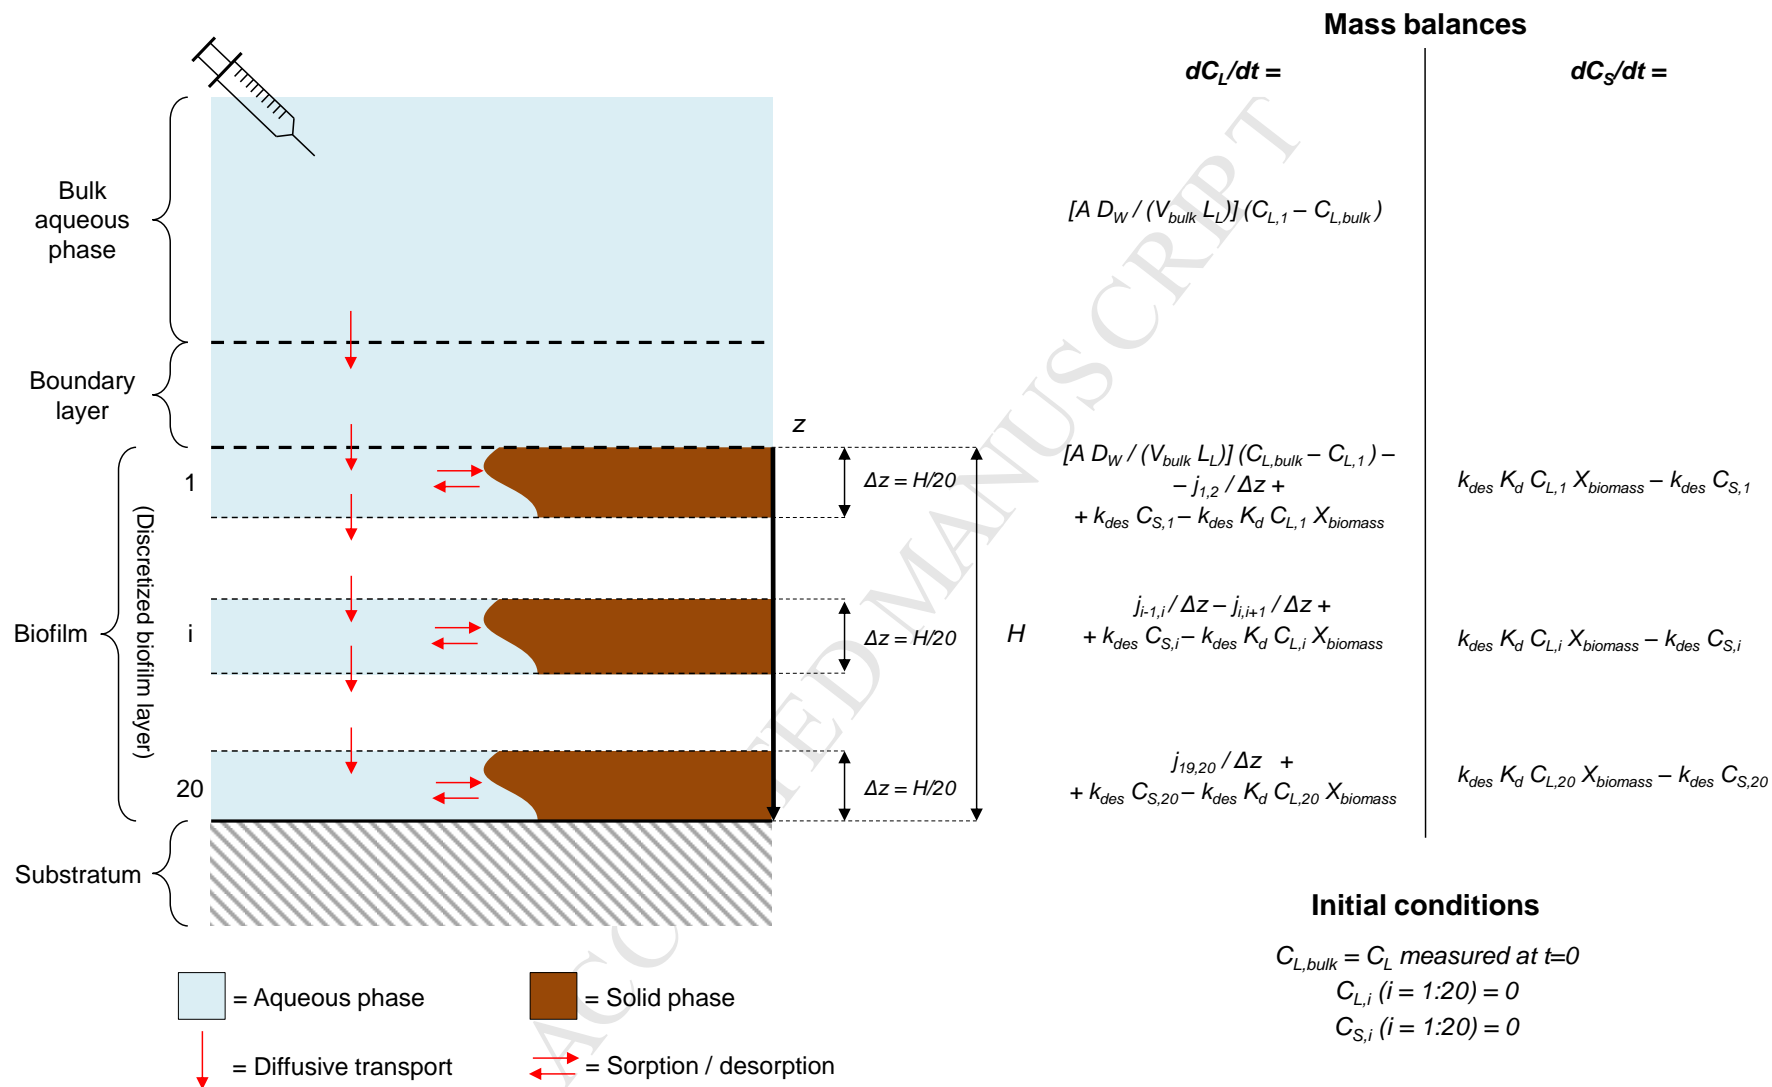 Mass balances
dC_L/dt =
dC_S/dt =
Bulk
aqueous
phase
[A D_W / (V_bulk L_L)] (C_L,1 – C_L,bulk)
Boundary
layer
z
Biofilm
(Discretized biofilm layer)
1
Δz = H/20
[A D_W / (V_bulk L_L)] (C_L,bulk – C_L,1) –
– j_1,2 / Δz +
+ k_des C_S,1 – k_des K_d C_L,1 X_biomass
k_des K_d C_L,1 X_biomass – k_des C_S,1
i
Δz = H/20
H
j_i-1,i / Δz – j_i,i+1 / Δz +
+ k_des C_S,i – k_des K_d C_L,i X_biomass
k_des K_d C_L,i X_biomass – k_des C_S,i
20
Δz = H/20
j_19,20 / Δz +
+ k_des C_S,20 – k_des K_d C_L,20 X_biomass
k_des K_d C_L,20 X_biomass – k_des C_S,20
Substratum
Initial conditions
C_L,bulk = C_L measured at t=0
C_L,i (i = 1:20) = 0
C_S,i (i = 1:20) = 0
= Aqueous phase
= Solid phase
= Diffusive transport
= Sorption / desorption
ACCEPTED MANUSCRIPT